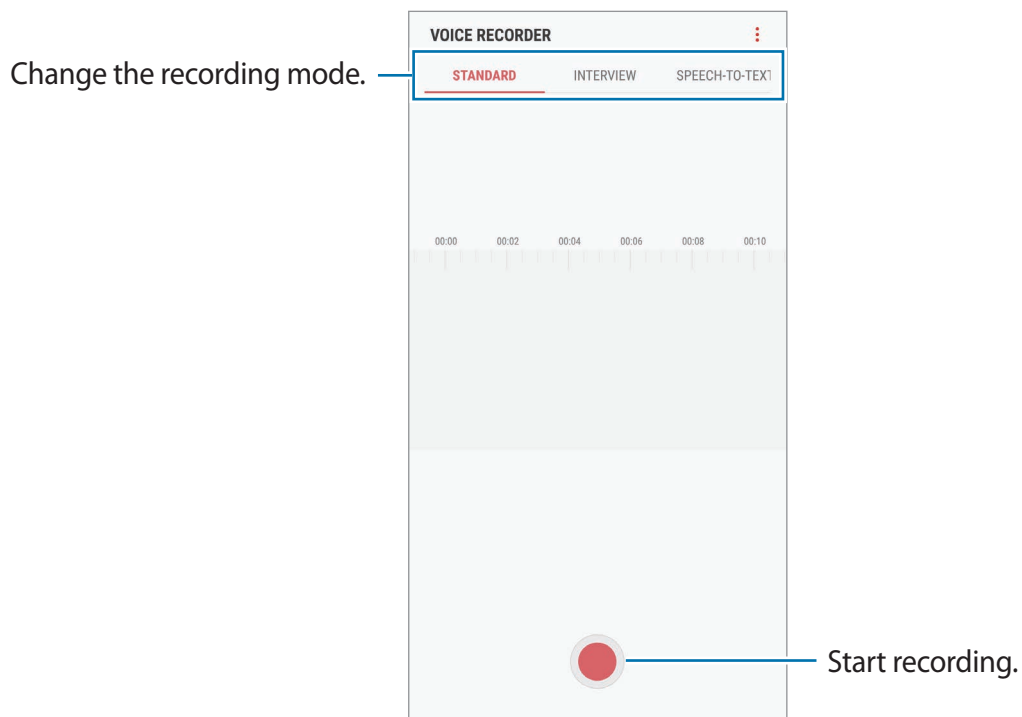 VOICE RECORDER
Change the recording mode.
STANDARD INTERVIEW SPEECH-TO-TEXT
00:00 00:02 00:04 00:06 00:08 00:10
Start recording.